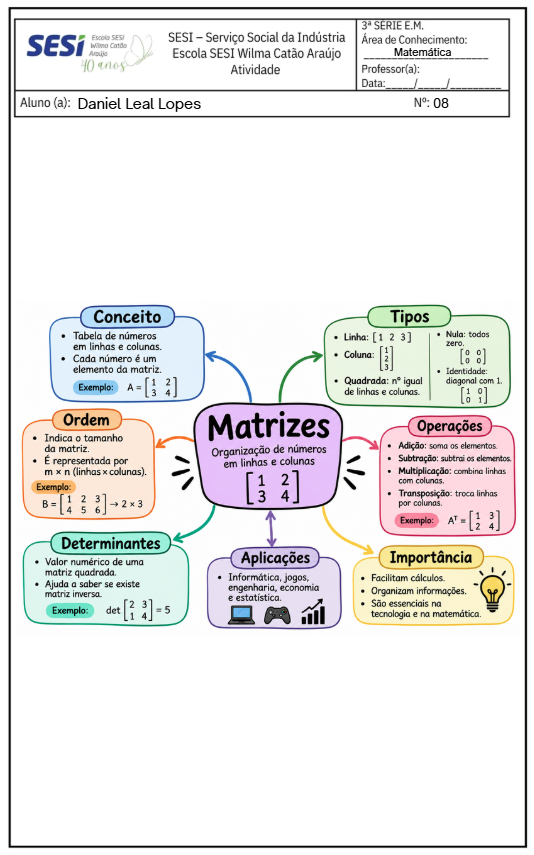 SESI Escola SESI
Wilma Catão
Araújo
40 anos
SESI – Serviço Social da Indústria
Escola SESI Wilma Catão Araújo
Atividade
3ª SÉRIE E.M.
Área de Conhecimento:
Matemática
Professor(a):
Data:_____/_____/_________
Aluno (a): Daniel Leal Lopes Nº: 08
Conceito
• Tabela de números
em linhas e colunas.
• Cada número é um
elemento da matriz.
Exemplo: A = [1 2
3 4]
Tipos
• Linha: [1 2 3]
• Coluna: [1
2
3]
• Quadrada: nº igual
de linhas e colunas.
• Nula: todos
zero.
[0 0
0 0]
• Identidade:
diagonal com 1.
[1 0
0 1]
Matrizes
Organização de números
em linhas e colunas
[1 2
3 4]
Ordem
• Indica o tamanho
da matriz.
• É representada por
m × n (linhas × colunas).
Exemplo:
B = [1 2 3
4 5 6] → 2 × 3
Operações
• Adição: soma os elementos.
• Subtração: subtrai os elementos.
• Multiplicação: combina linhas
com colunas.
• Transposição: troca linhas
por colunas.
Exemplo: Aᵀ = [1 3
2 4]
Determinantes
• Valor numérico de uma
matriz quadrada.
• Ajuda a saber se existe
matriz inversa.
Exemplo: det [2 3
1 4] = 5
Aplicações
• Informática, jogos,
engenharia, economia
e estatística.
Importância
• Facilitam cálculos.
• Organizam informações.
• São essenciais na
tecnologia e na matemática.